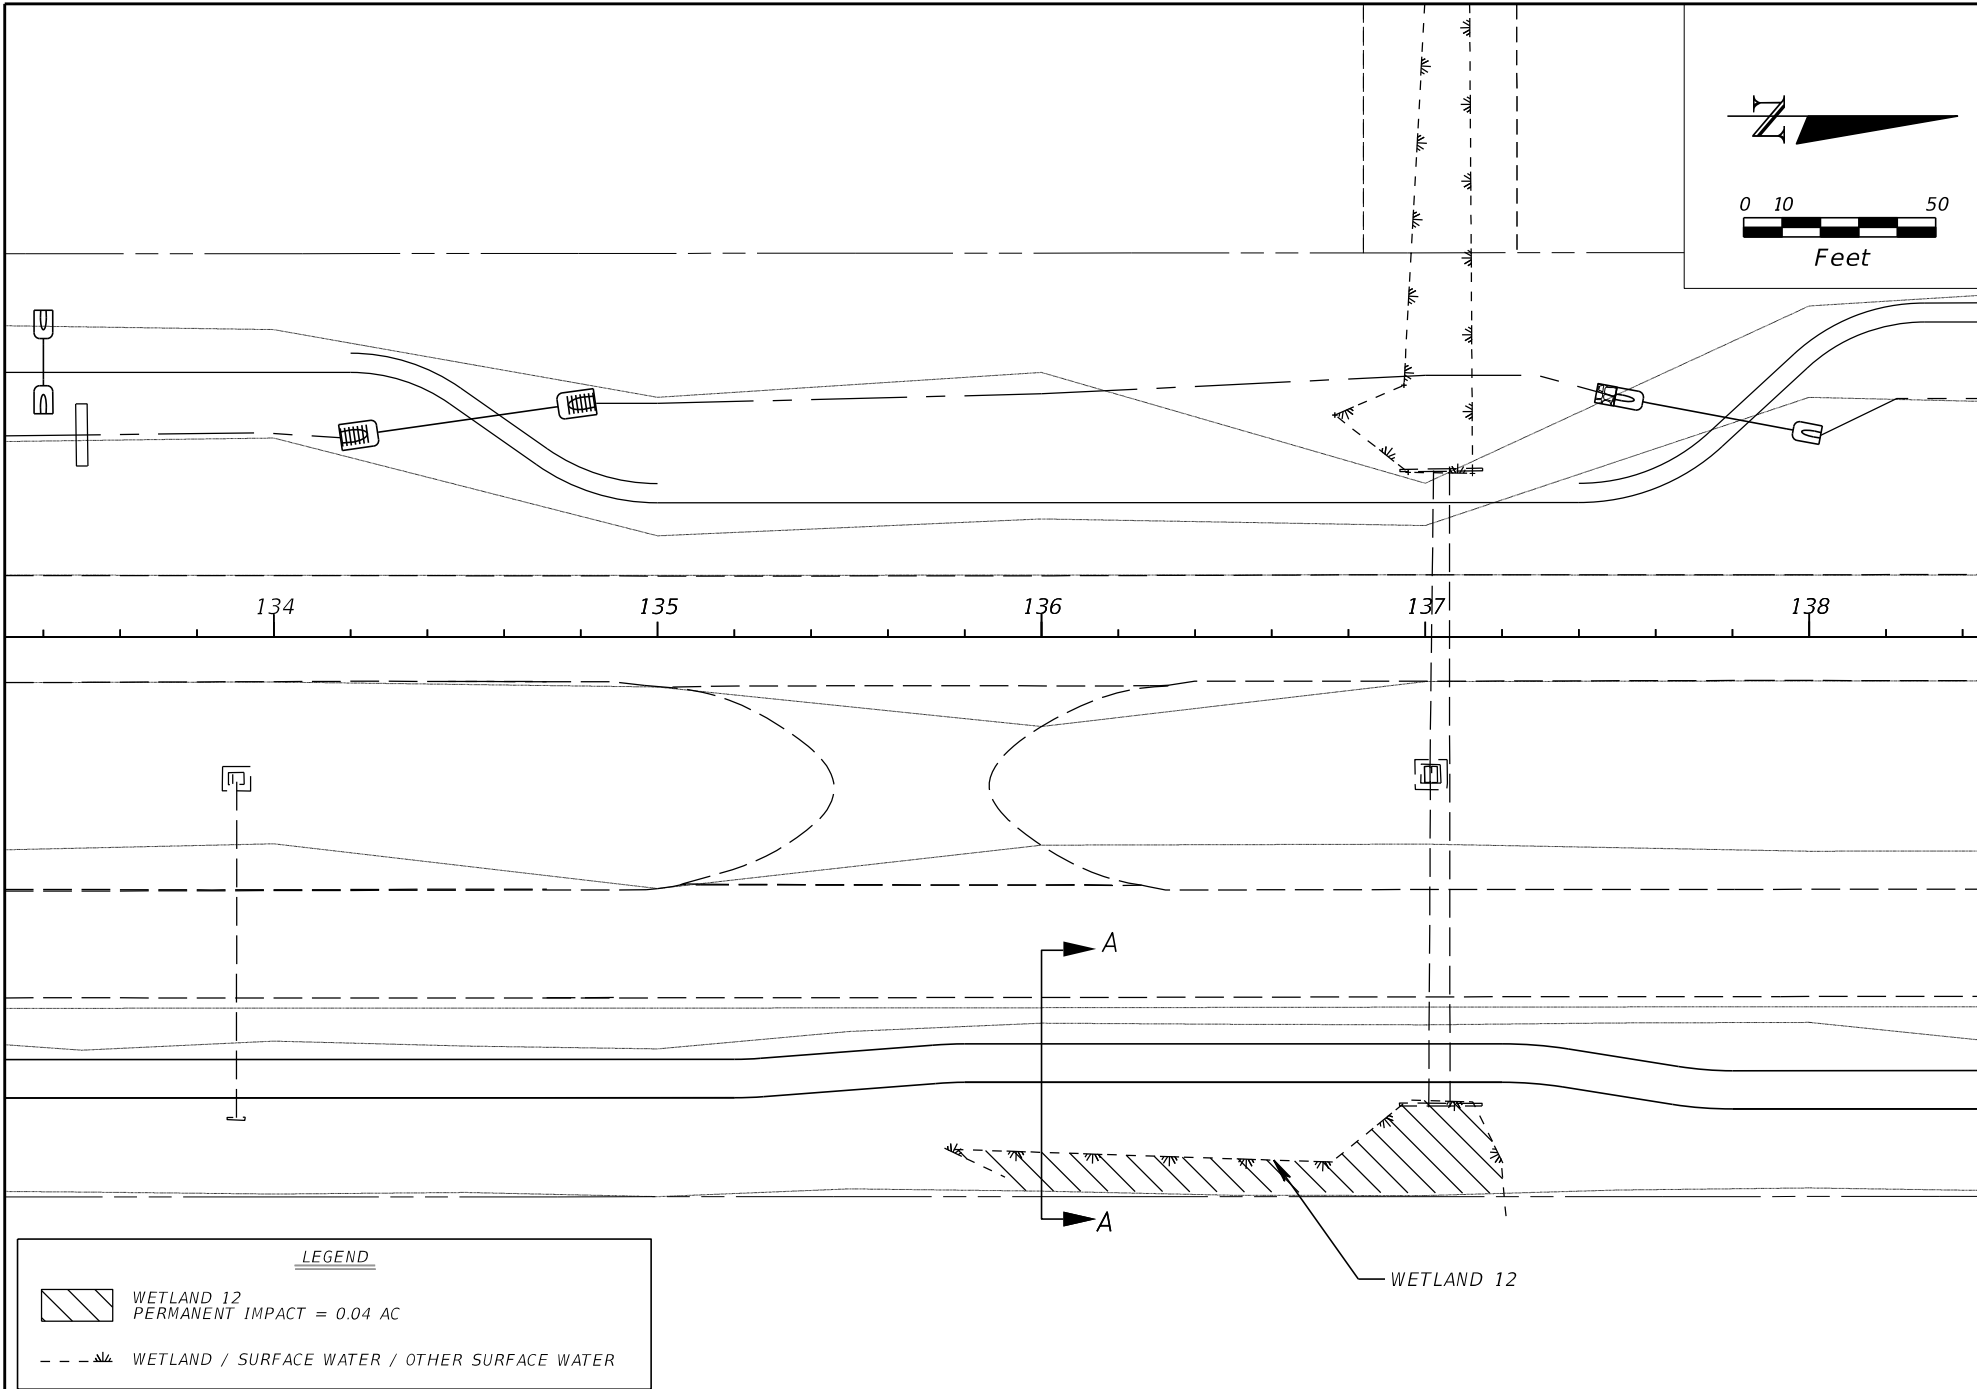 N
0 10 50
Feet
134 135 136 137 138
A
A
WETLAND 12
LEGEND
WETLAND 12
PERMANENT IMPACT = 0.04 AC
WETLAND / SURFACE WATER / OTHER SURFACE WATER